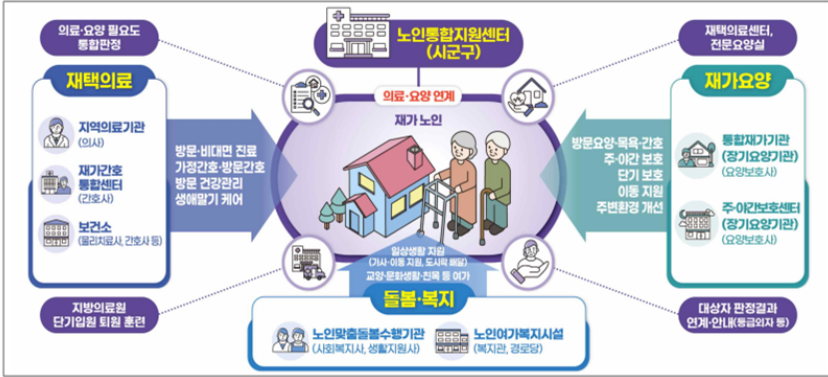 의료·요양 필요도
통합판정
노인통합지원센터
(시군구)
재택의료센터,
전문요양실
재택의료
지역의료기관
(의사)
재가간호
통합센터
(간호사)
보건소
(물리치료사, 간호사 등)
방문·비대면 진료
가정간호·방문간호
방문 건강관리
생애말기 케어
의료·요양 연계
재가 노인
방문요양·목욕·간호
주·야간 보호
단기 보호
이동 지원
주변환경 개선
재가요양
통합재가기관
(장기요양기관)
(요양보호사)
주·야간보호센터
(장기요양기관)
(요양보호사)
일상생활 지원
(가사·이동 지원, 도시락 배달)
교양·문화생활·친목 등 여가
돌봄·복지
노인맞춤돌봄수행기관
(사회복지사, 생활지원사)
노인여가복지시설
(복지관, 경로당)
지방의료원
단기입원 퇴원 훈련
대상자 판정결과
연계·안내(등급외자 등)